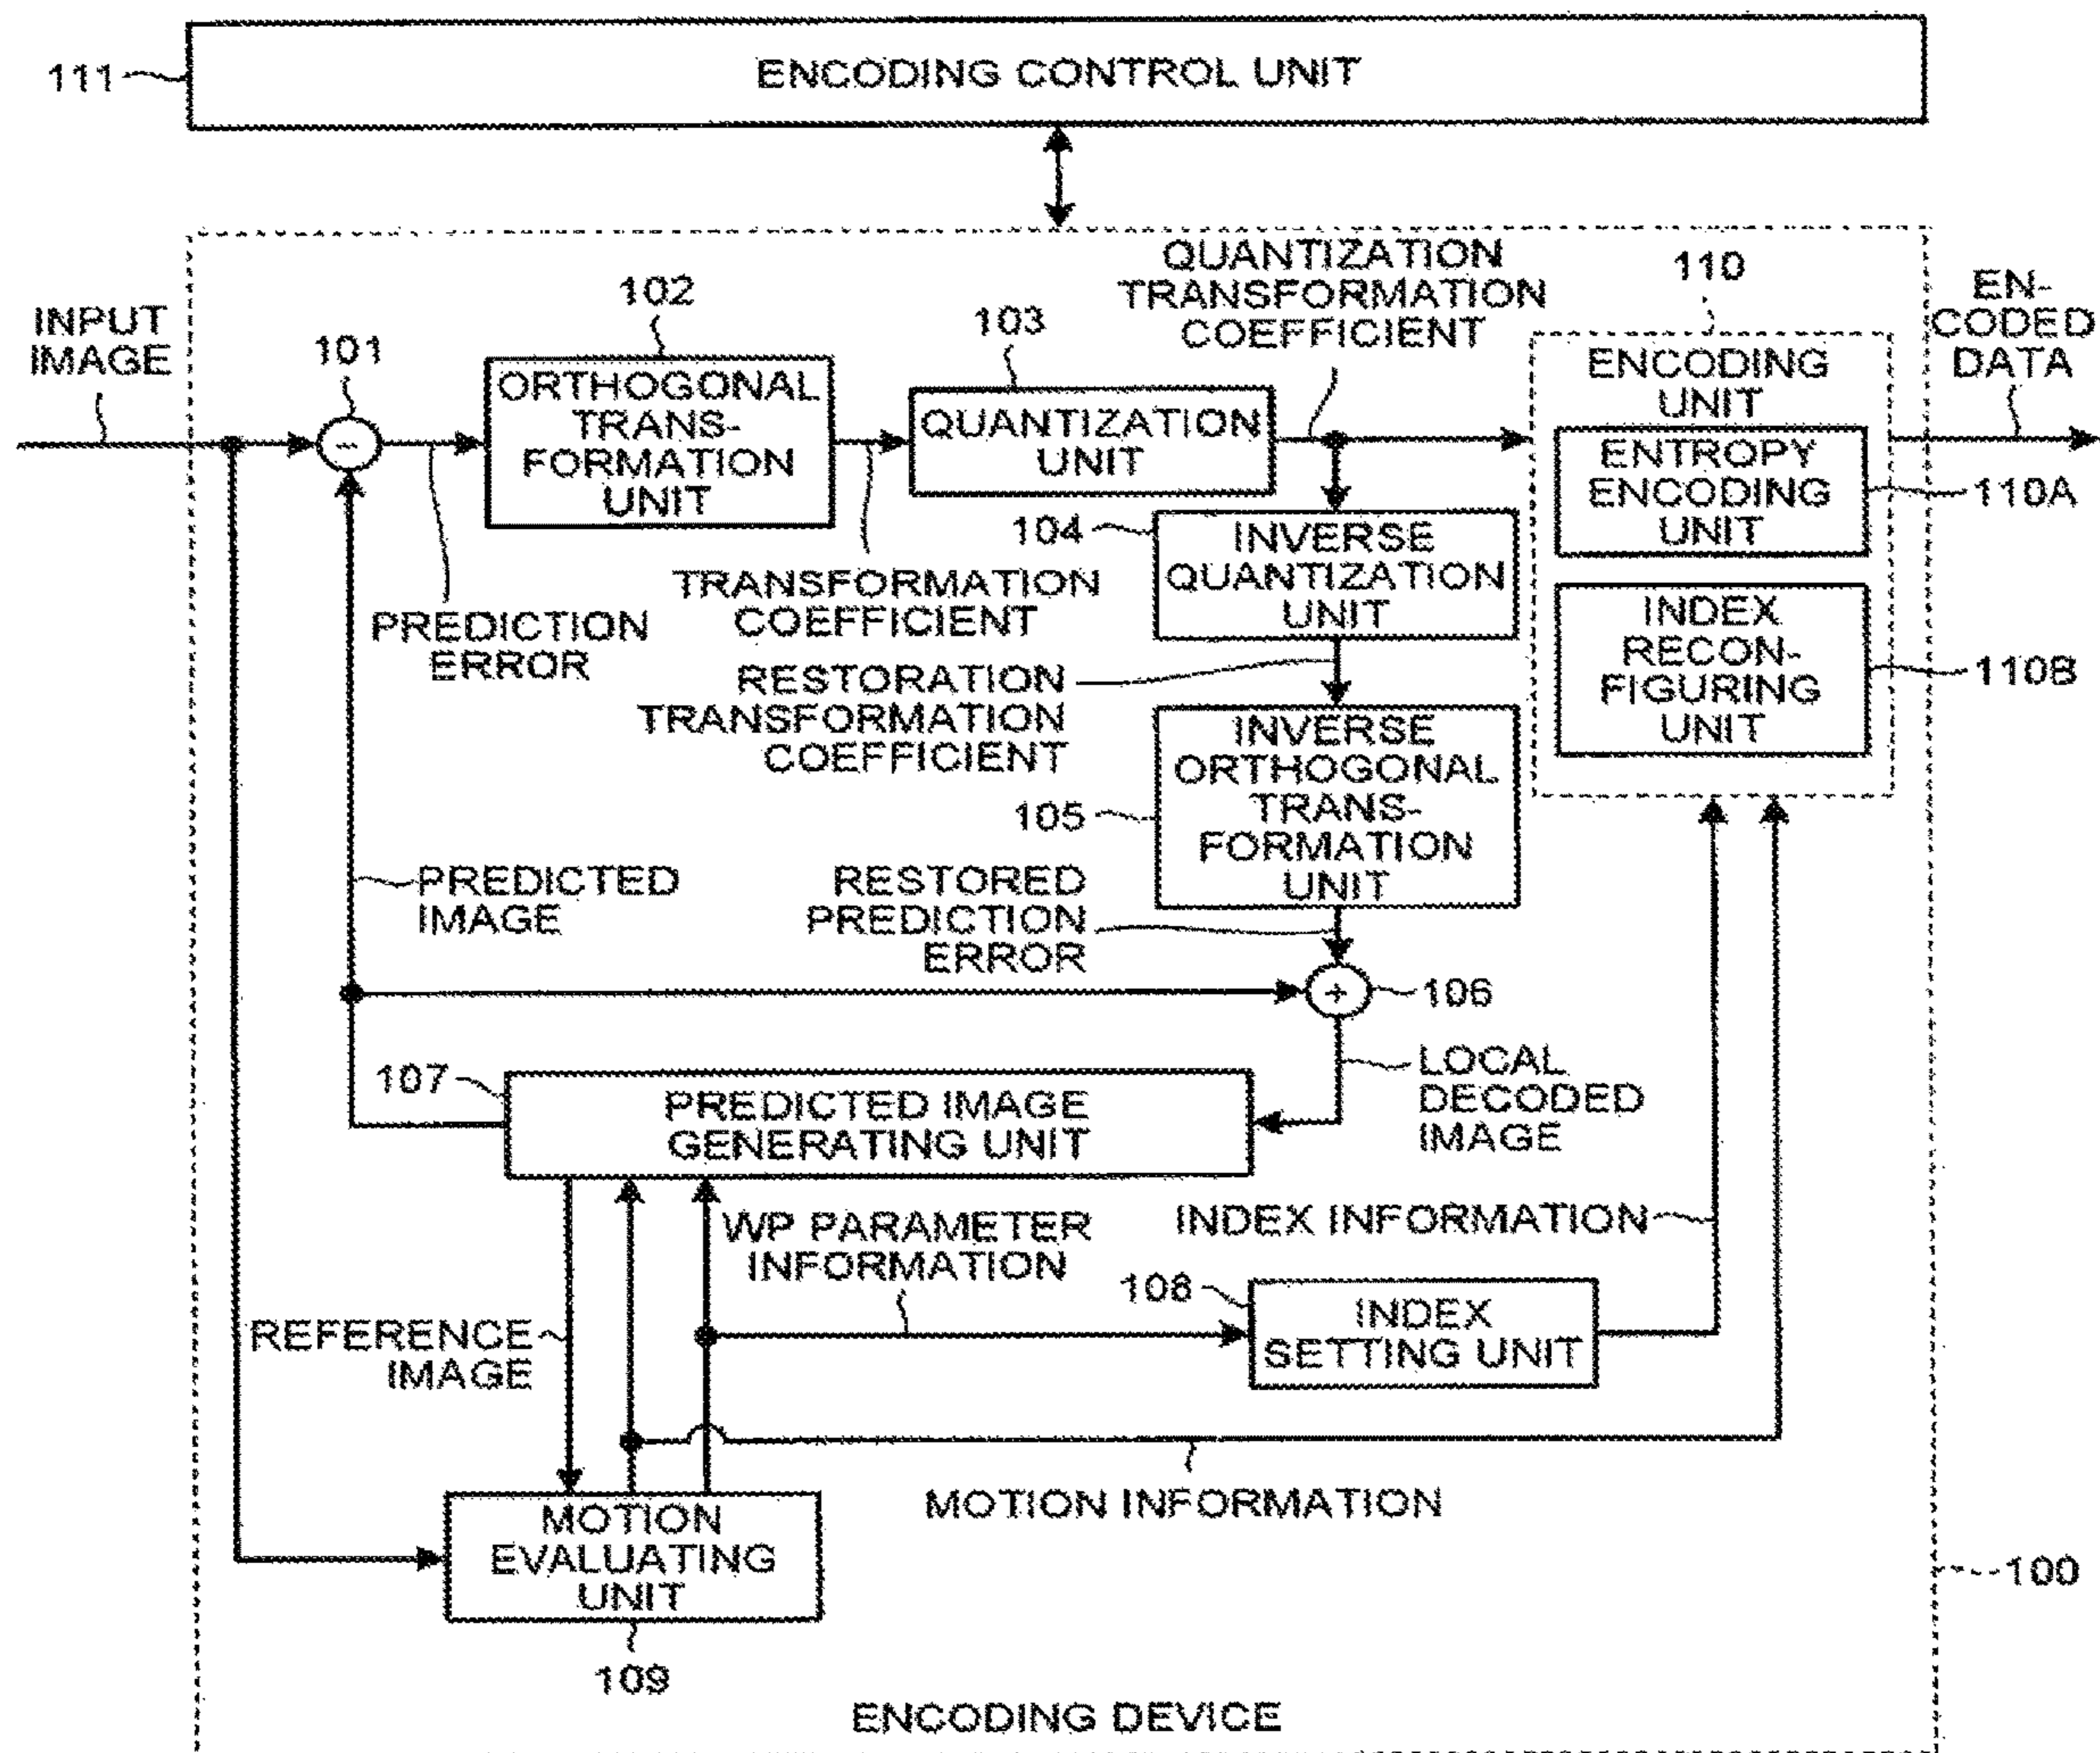 111
ENCODING CONTROL UNIT
INPUT
IMAGE
101
102
ORTHOGONAL
TRANS-
FORMATION
UNIT
103
QUANTIZATION
UNIT
QUANTIZATION
TRANSFORMATION
COEFFICIENT
110
ENCODING
UNIT
EN-
CODED
DATA
ENTROPY
ENCODING
UNIT
110A
INDEX
RECON-
FIGURING
UNIT
110B
-
PREDICTION
ERROR
TRANSFORMATION
COEFFICIENT
104
INVERSE
QUANTIZATION
UNIT
RESTORATION
TRANSFORMATION
COEFFICIENT
105
INVERSE
ORTHOGONAL
TRANS-
FORMATION
UNIT
PREDICTED
IMAGE
RESTORED
PREDICTION
ERROR
+
106
LOCAL
DECODED
IMAGE
107
PREDICTED IMAGE
GENERATING UNIT
WP PARAMETER
INFORMATION
INDEX INFORMATION
108
INDEX
SETTING UNIT
REFERENCE
IMAGE
MOTION INFORMATION
MOTION
EVALUATING
UNIT
109
100
ENCODING DEVICE